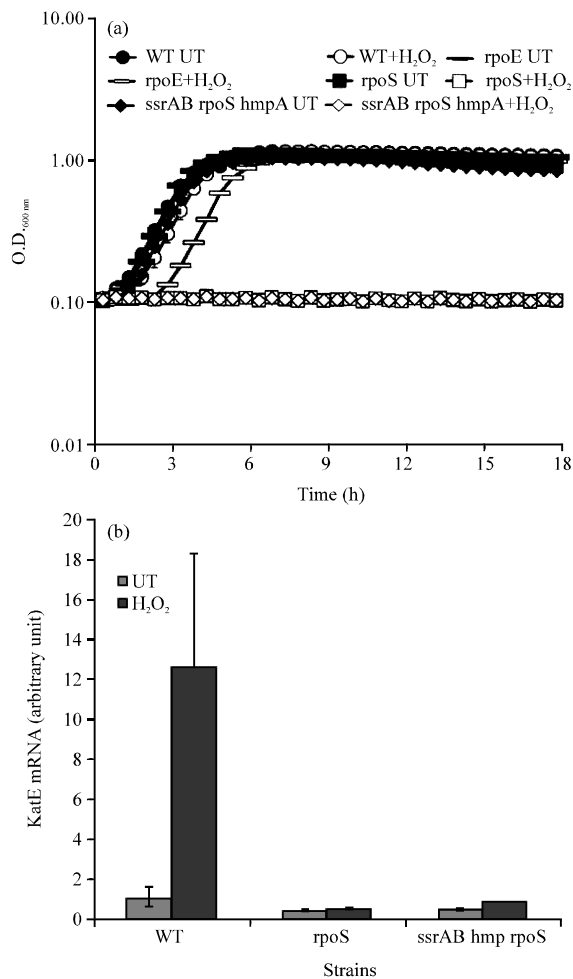 (a)
WT UT WT+H₂O₂ rpoE UT
rpoE+H₂O₂ rpoS UT rpoS+H₂O₂
ssrAB rpoS hmpA UT ssrAB rpoS hmpA+H₂O₂
1.00
1.00
0.10
0.01
O.D.600 nm
0 3 6 9 12 15 18
Time (h)
(b)
UT
H₂O₂
20
18
16
14
12
10
8
6
4
2
0
KatE mRNA (arbitrary unit)
WT rpoS ssrAB hmp rpoS
Strains